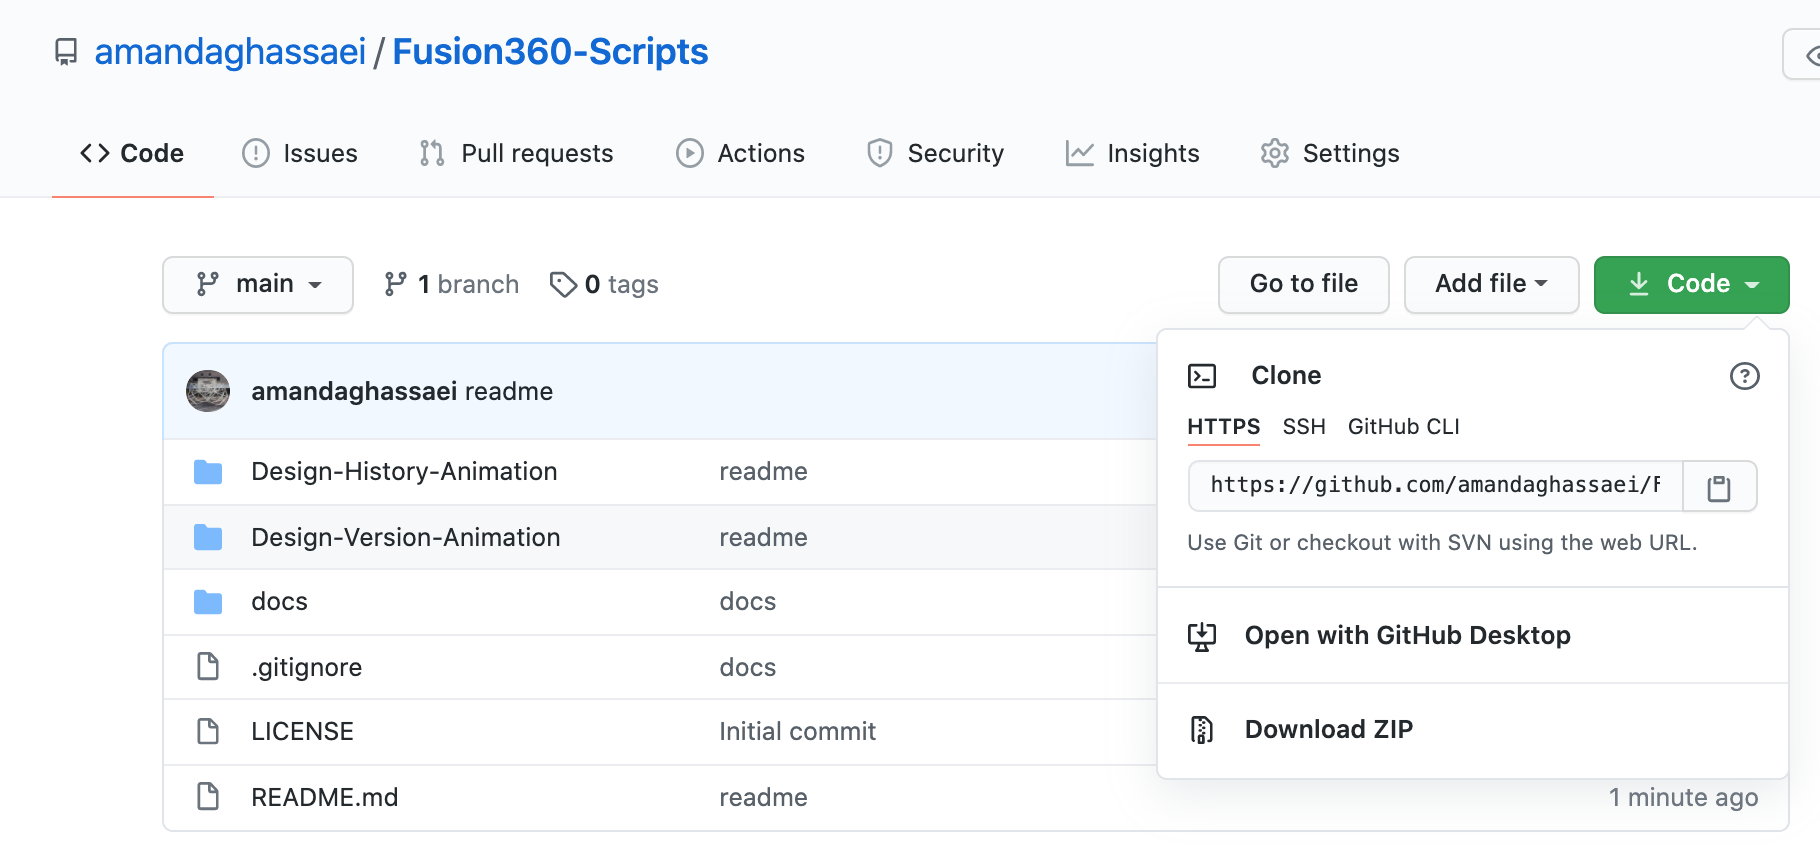 amandaghassaei / Fusion360-Scripts
Code Issues Pull requests Actions Security Insights Settings
main 1 branch 0 tags Go to file Add file Code
amandaghassaei readme
Design-History-Animation readme
Design-Version-Animation readme
docs docs
.gitignore docs
LICENSE Initial commit
README.md readme 1 minute ago
Clone
HTTPS SSH GitHub CLI
https://github.com/amandaghassaei/F
Use Git or checkout with SVN using the web URL.
Open with GitHub Desktop
Download ZIP